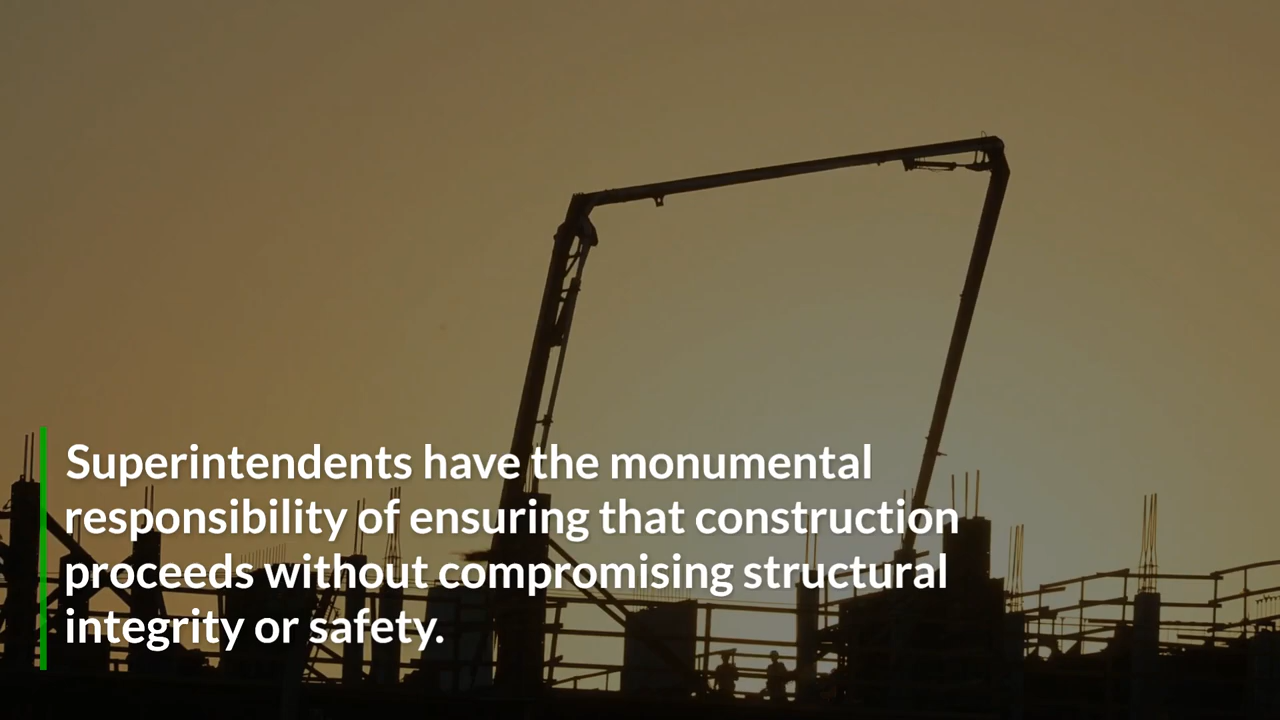 Superintendents have the monumental
responsibility of ensuring that construction
proceeds without compromising structural
integrity or safety.